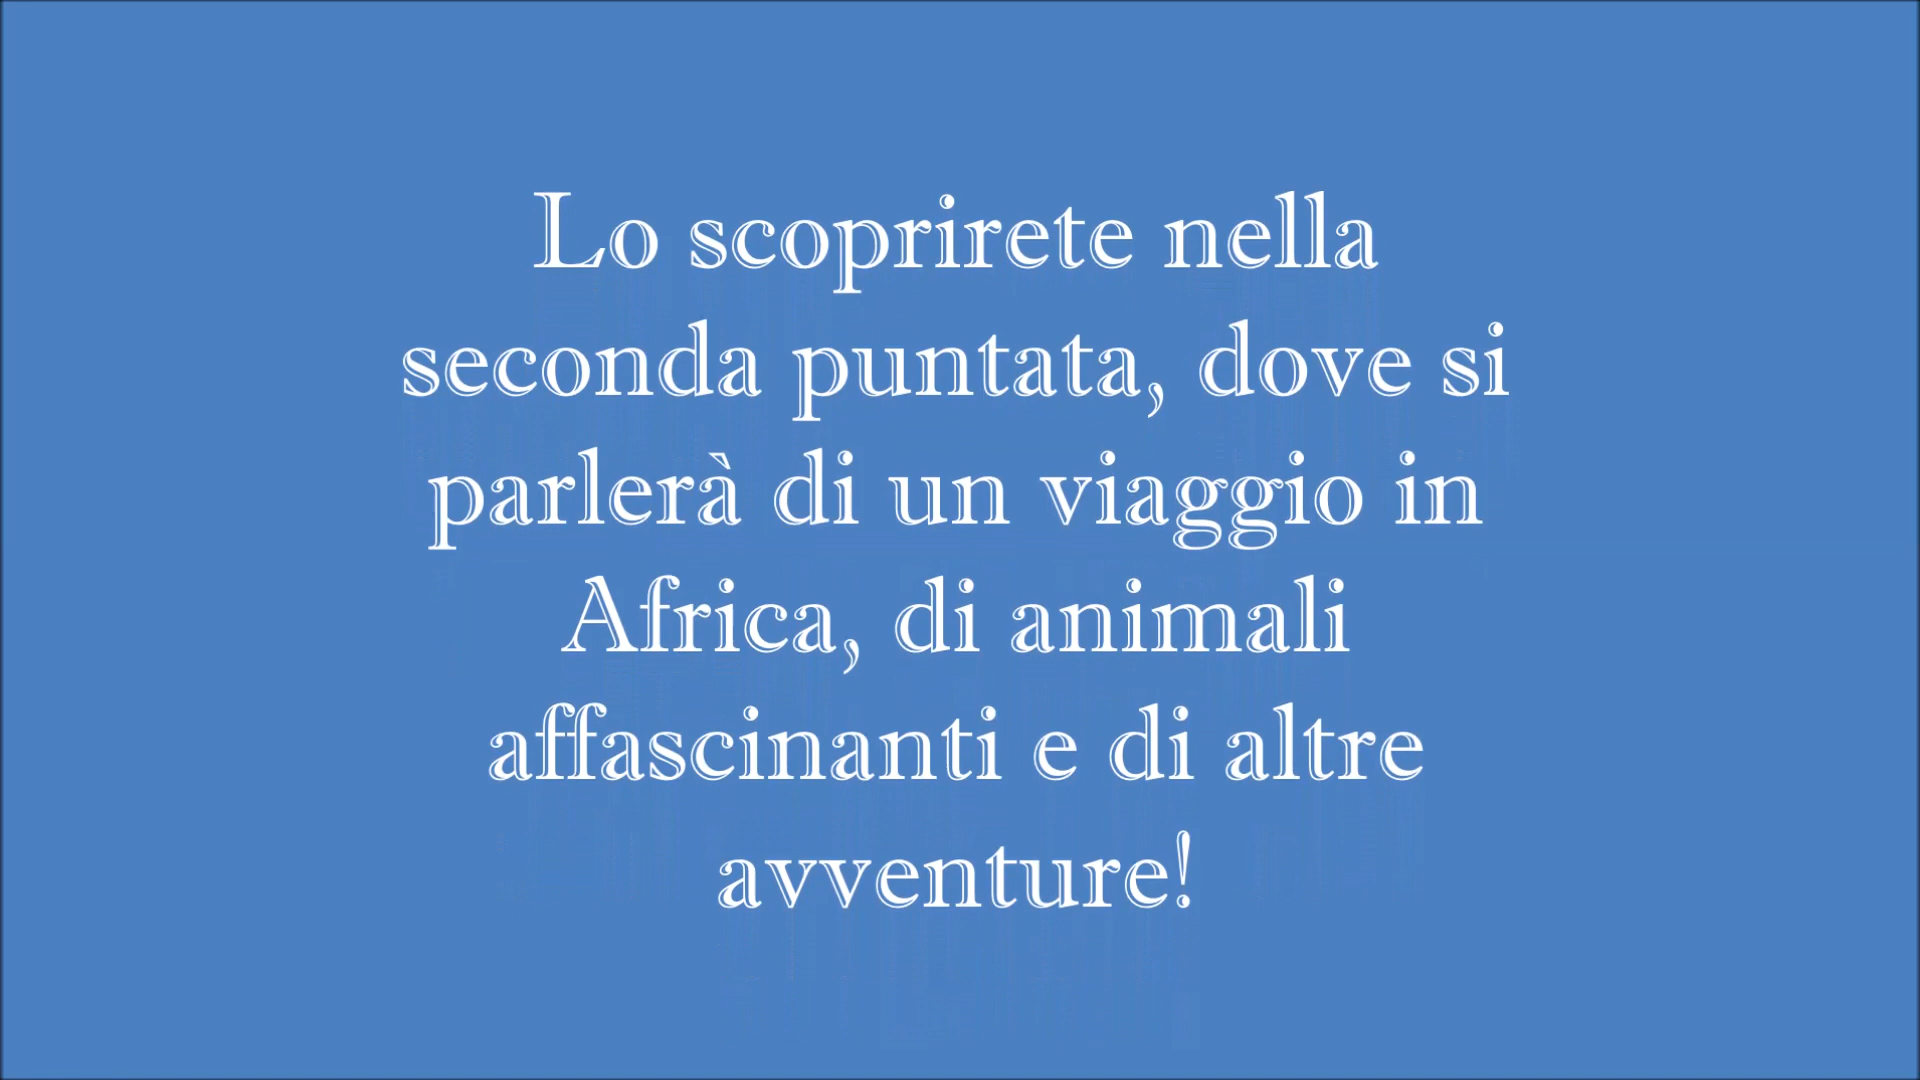 Lo scoprirete nella
seconda puntata, dove si
parlerà di un viaggio in
Africa, di animali
affascinanti e di altre
avventure!